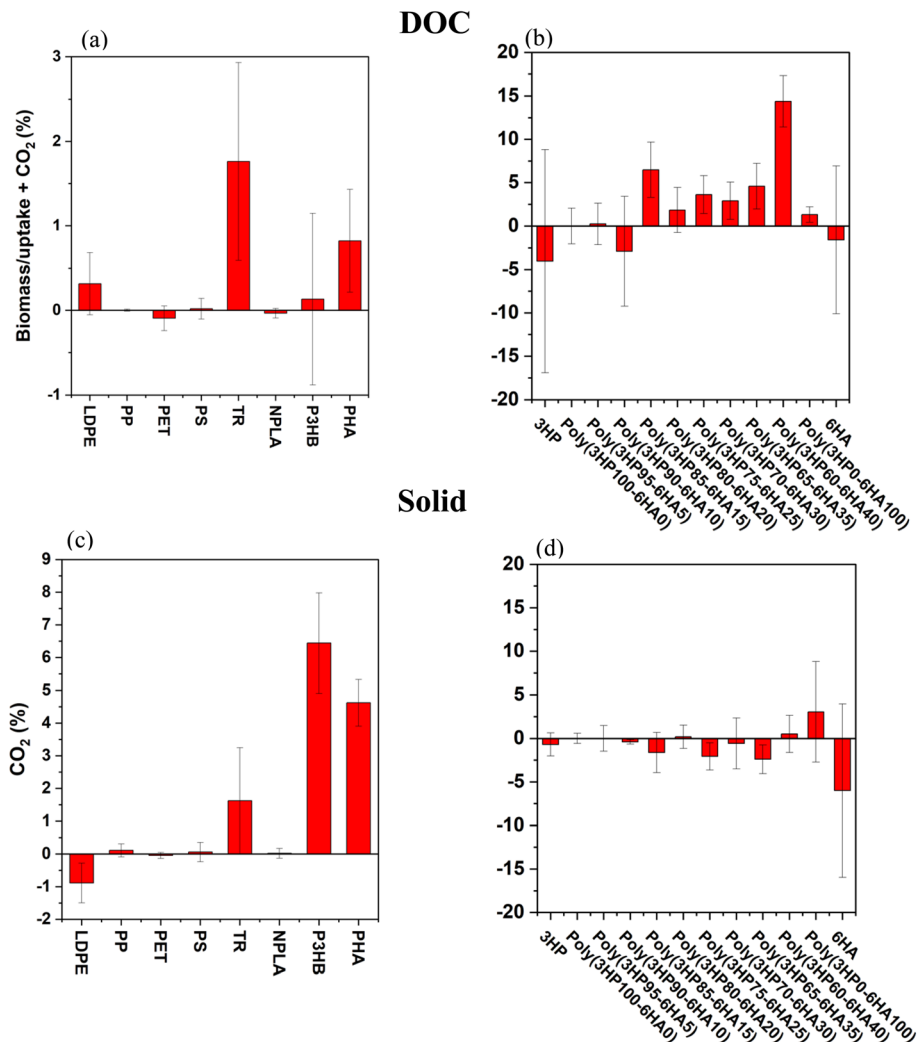 DOC
(a)
Biomass/uptake + CO₂ (%)
3
2
1
0
-1
LDPE
PP
PET
PS
TR
NPLA
P3HB
PHA
(b)
20
15
10
5
0
-5
-10
-15
-20
3HP
Poly(3HP100-6HA0)
Poly(3HP95-6HA5)
Poly(3HP90-6HA10)
Poly(3HP85-6HA15)
Poly(3HP80-6HA20)
Poly(3HP75-6HA25)
Poly(3HP70-6HA30)
Poly(3HP65-6HA35)
Poly(3HP60-6HA40)
Poly(3HP0-6HA100)
6HA
Solid
(c)
CO₂ (%)
9
8
7
6
5
4
3
2
1
0
-1
-2
LDPE
PP
PET
PS
TR
NPLA
P3HB
PHA
(d)
20
15
10
5
0
-5
-10
-15
-20
3HP
Poly(3HP100-6HA0)
Poly(3HP95-6HA5)
Poly(3HP90-6HA10)
Poly(3HP85-6HA15)
Poly(3HP80-6HA20)
Poly(3HP75-6HA25)
Poly(3HP70-6HA30)
Poly(3HP65-6HA35)
Poly(3HP60-6HA40)
Poly(3HP0-6HA100)
6HA